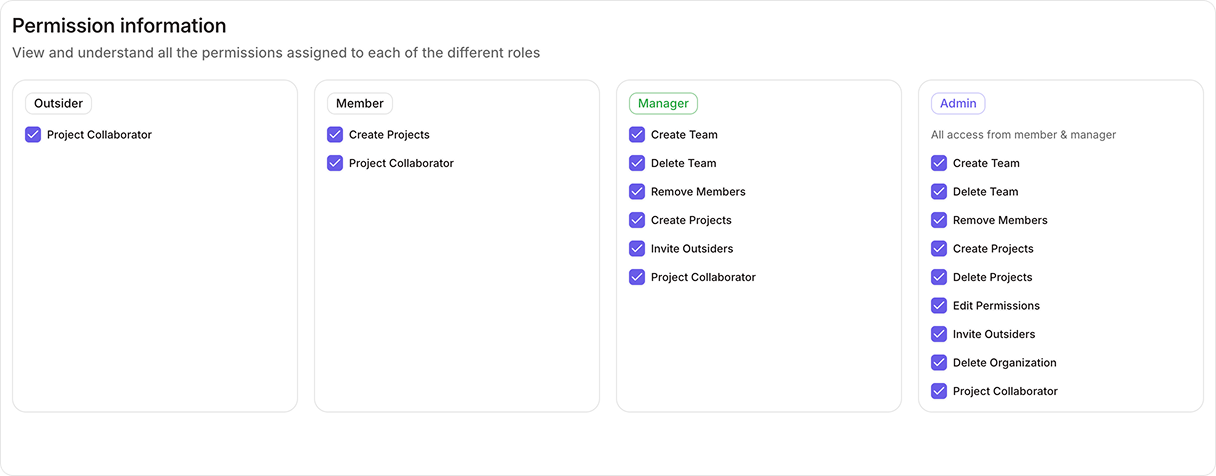 Permission information
View and understand all the permissions assigned to each of the different roles
Outsider
Project Collaborator
Member
Create Projects
Project Collaborator
Manager
Create Team
Delete Team
Remove Members
Create Projects
Invite Outsiders
Project Collaborator
Admin
All access from member & manager
Create Team
Delete Team
Remove Members
Create Projects
Delete Projects
Edit Permissions
Invite Outsiders
Delete Organization
Project Collaborator